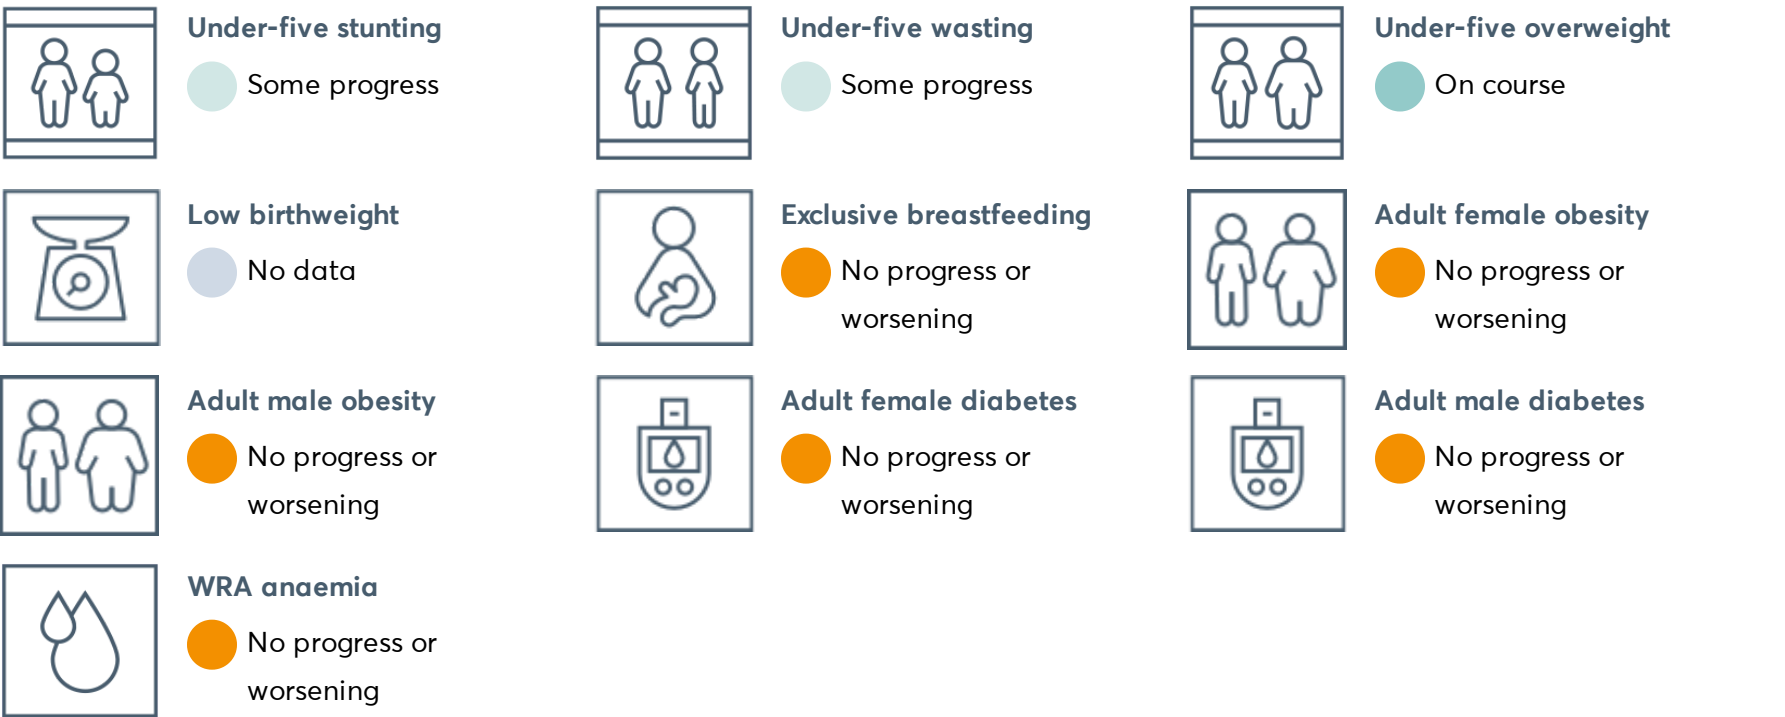 Under-five stunting
Some progress
Under-five wasting
Some progress
Under-five overweight
On course
Low birthweight
No data
Exclusive breastfeeding
No progress or
worsening
Adult female obesity
No progress or
worsening
Adult male obesity
No progress or
worsening
Adult female diabetes
No progress or
worsening
Adult male diabetes
No progress or
worsening
WRA anaemia
No progress or
worsening